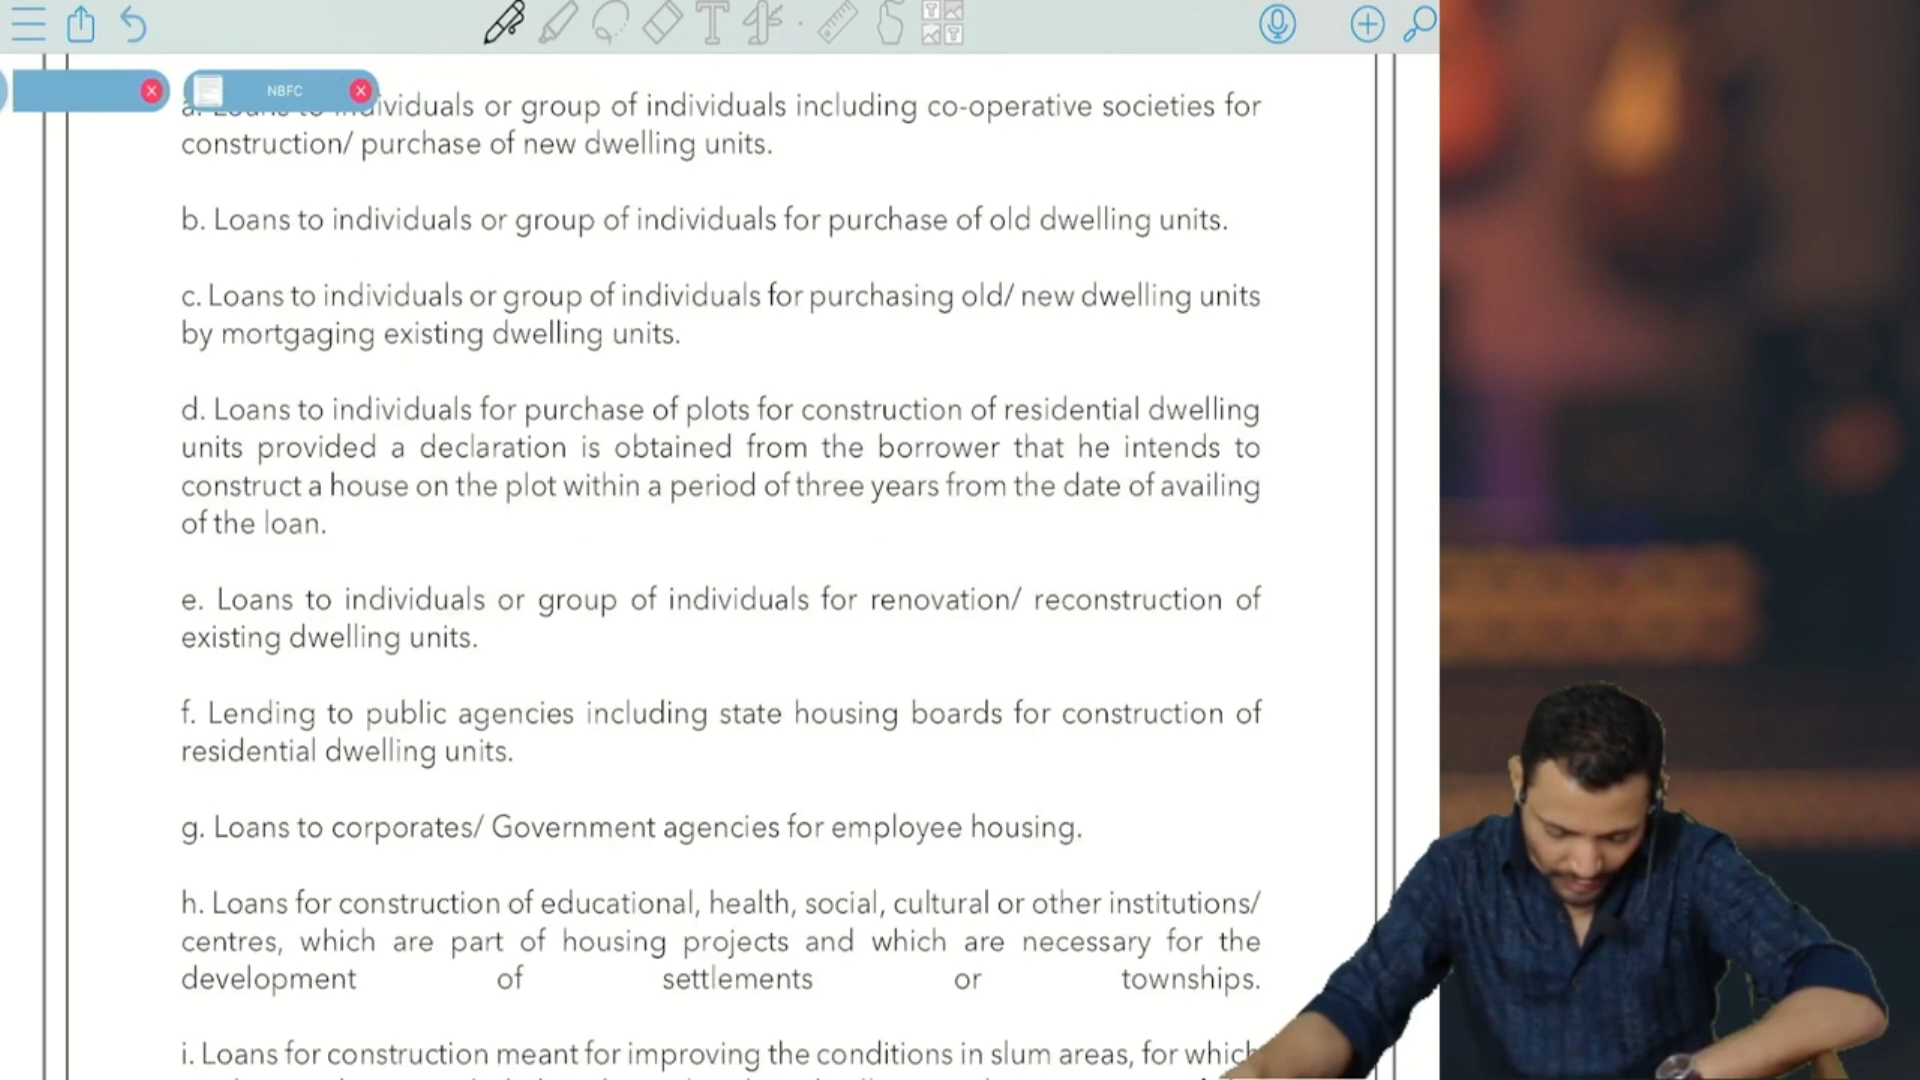 NBFC
a. Loans to individuals or group of individuals including co-operative societies for
construction/ purchase of new dwelling units.
b. Loans to individuals or group of individuals for purchase of old dwelling units.
c. Loans to individuals or group of individuals for purchasing old/ new dwelling units
by mortgaging existing dwelling units.
d. Loans to individuals for purchase of plots for construction of residential dwelling
units provided a declaration is obtained from the borrower that he intends to
construct a house on the plot within a period of three years from the date of availing
of the loan.
e. Loans to individuals or group of individuals for renovation/ reconstruction of
existing dwelling units.
f. Lending to public agencies including state housing boards for construction of
residential dwelling units.
g. Loans to corporates/ Government agencies for employee housing.
h. Loans for construction of educational, health, social, cultural or other institutions/
centres, which are part of housing projects and which are necessary for the
development of settlements or townships.
i. Loans for construction meant for improving the conditions in slum areas, for which